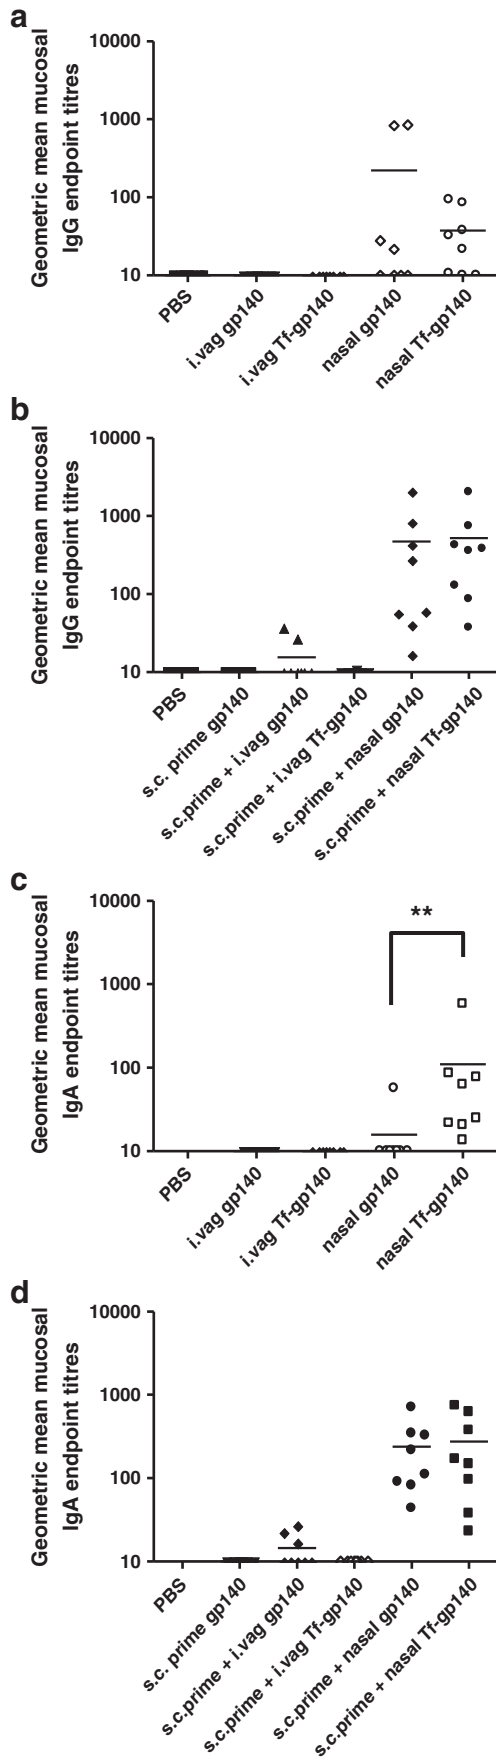 a
Geometric mean mucosal
IgG endpoint titres
10000
1000
100
10
PBS
i.vag gp140
i.vag Tf-gp140
nasal gp140
nasal Tf-gp140
b
Geometric mean mucosal
IgG endpoint titres
10000
1000
100
10
PBS
s.c. prime gp140
s.c.prime + i.vag gp140
s.c.prime + i.vag Tf-gp140
s.c.prime + nasal gp140
s.c.prime + nasal Tf-gp140
c
Geometric mean mucosal
IgA endpoint titres
10000
1000
100
10
**
PBS
i.vag gp140
i.vag Tf-gp140
nasal gp140
nasal Tf-gp140
d
Geometric mean mucosal
IgA endpoint titres
10000
1000
100
10
PBS
s.c. prime gp140
s.c.prime + i.vag gp140
s.c.prime + i.vag Tf-gp140
s.c.prime + nasal gp140
s.c.prime + nasal Tf-gp140